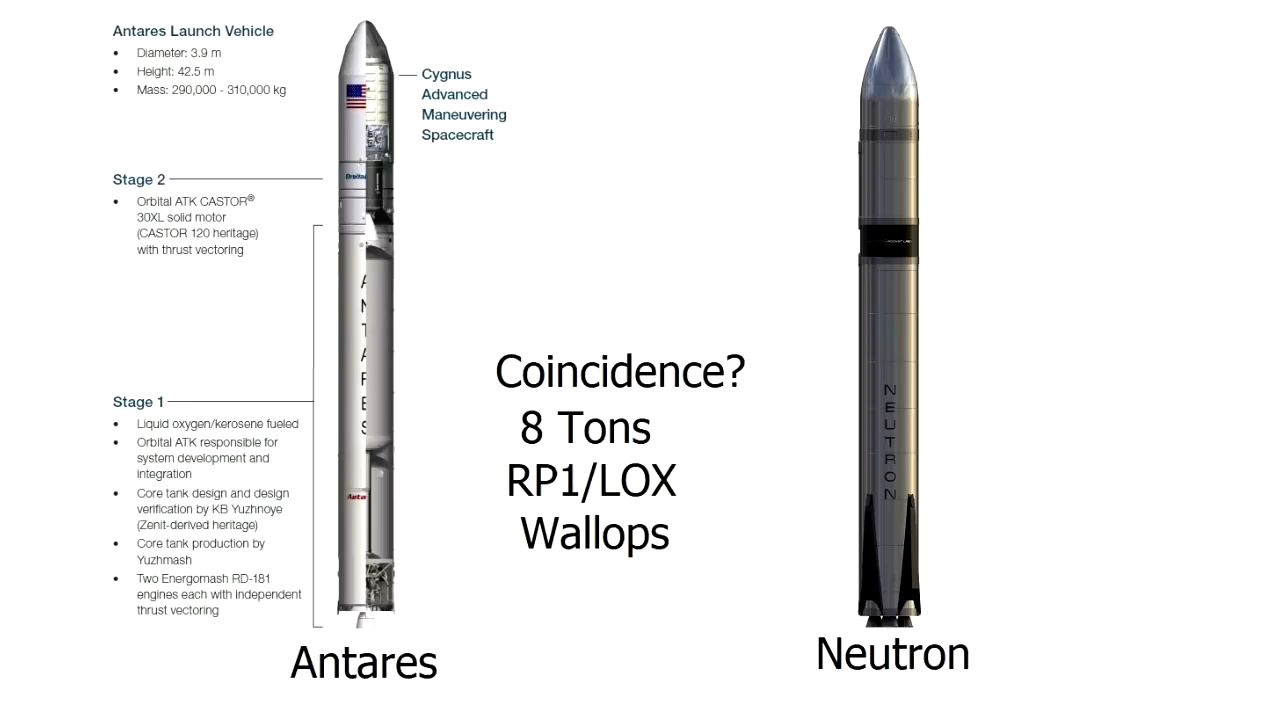 Antares Launch Vehicle
• Diameter: 3.9 m
• Height: 42.5 m
• Mass: 290,000 - 310,000 kg
Cygnus
Advanced
Maneuvering
Spacecraft
Stage 2
• Orbital ATK CASTOR®
30XL solid motor
(CASTOR 120 heritage)
with thrust vectoring
Orbital
Stage 1
• Liquid oxygen/kerosene fueled
• Orbital ATK responsible for
system development and
integration
• Core tank design and design
verification by KB Yuzhnoye
(Zenit-derived heritage)
• Core tank production by
Yuzhmash
• Two Energomash RD-181
engines each with independent
thrust vectoring
ANTARES
Antares
Coincidence?
8 Tons
RP1/LOX
Wallops
NEUTRON
Neutron